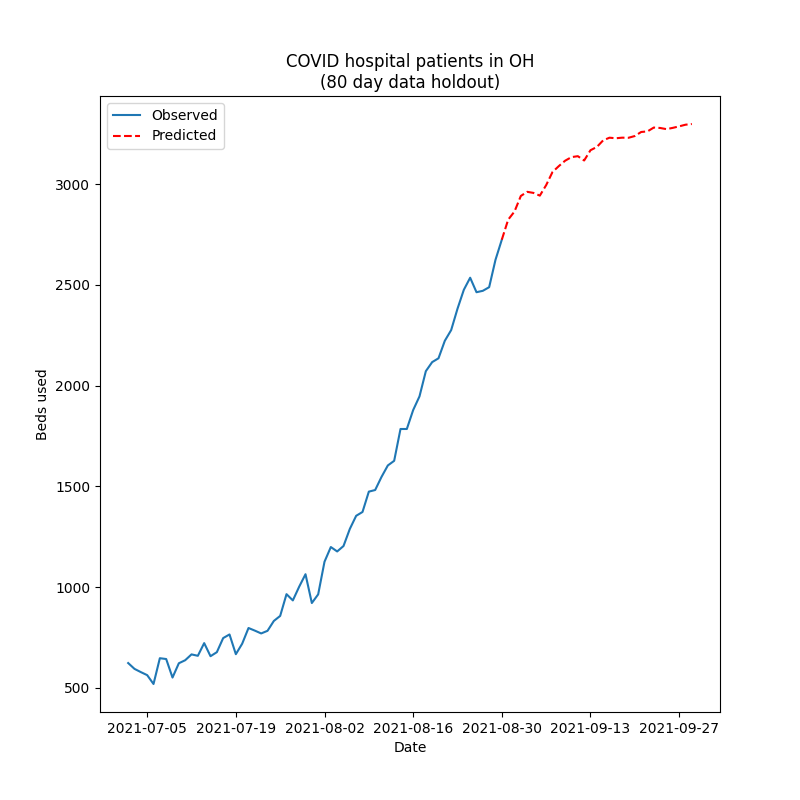 COVID hospital patients in OH
(80 day data holdout)
Observed
Predicted
3000
2500
2000
1500
1000
500
Beds used
2021-07-05 2021-07-19 2021-08-02 2021-08-16 2021-08-30 2021-09-13 2021-09-27
Date